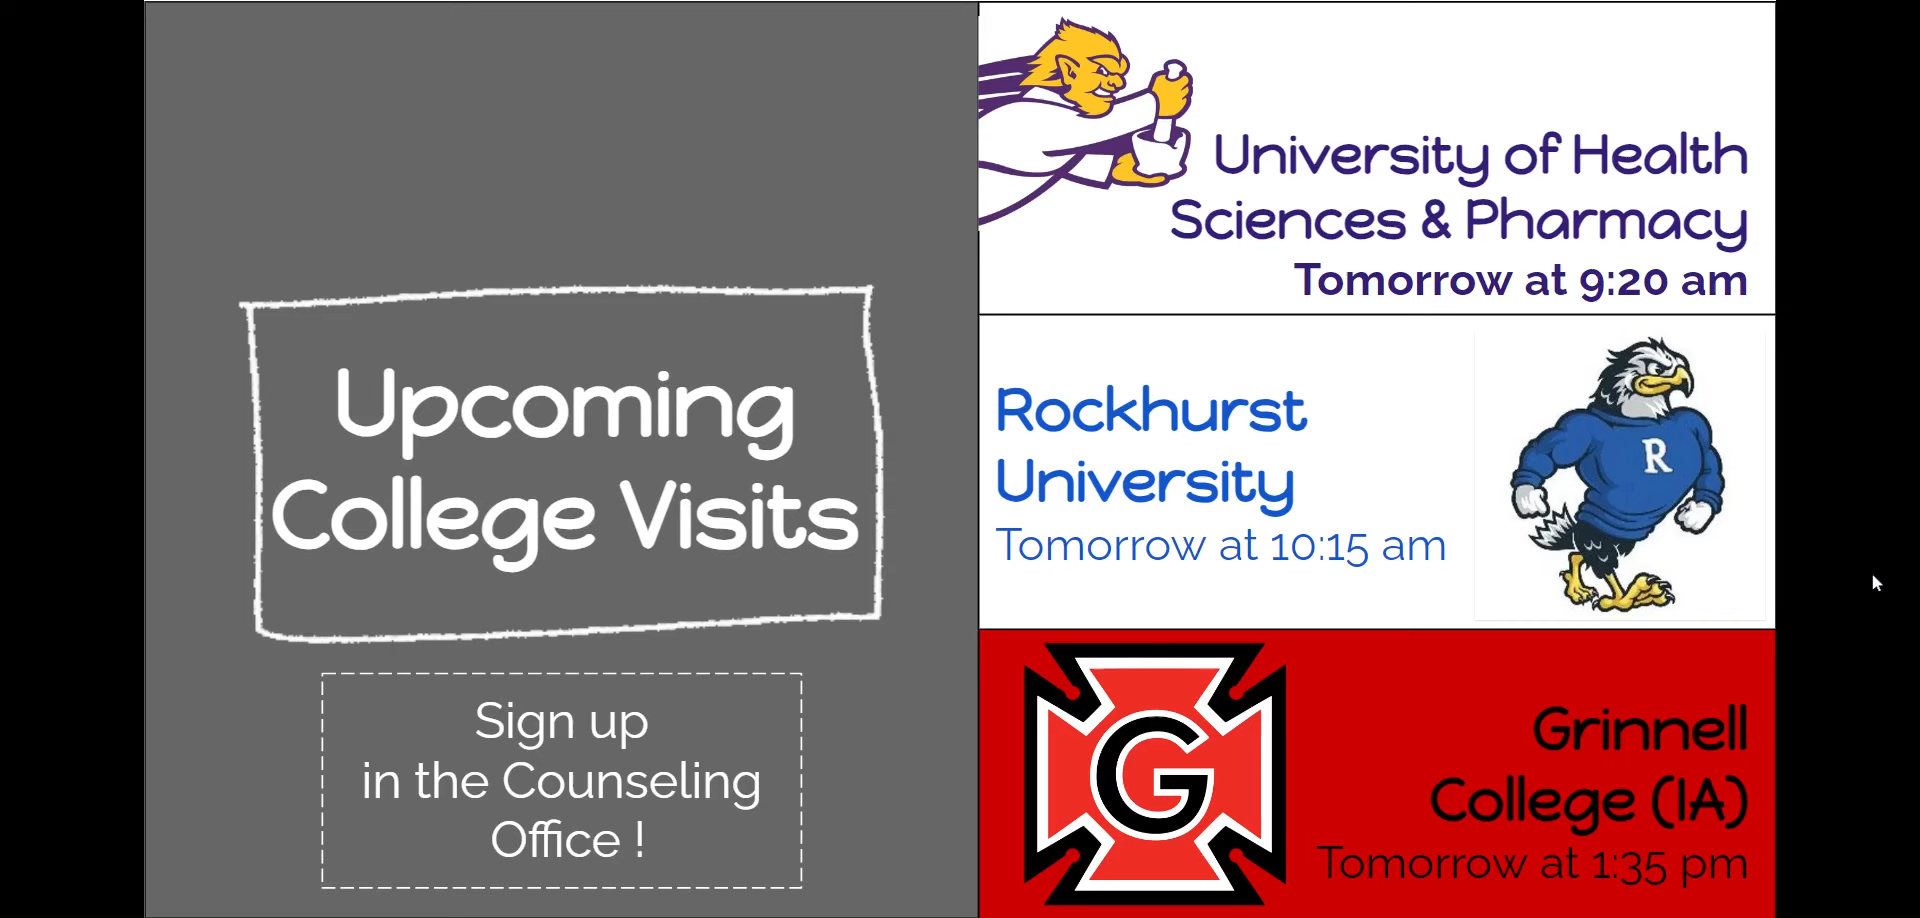 Upcoming
College Visits
Sign up
in the Counseling
Office !
University of Health
Sciences & Pharmacy
Tomorrow at 9:20 am
Rockhurst
University
Tomorrow at 10:15 am
R
G
Grinnell
College (IA)
Tomorrow at 1:35 pm